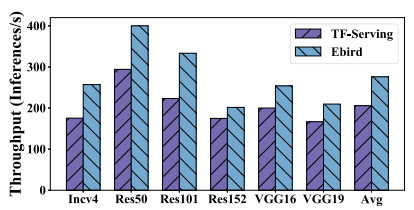 Throughput (Inferences/s)
400
300
200
100
0
TF-Serving
Ebird
Incv4 Res50 Res101 Res152 VGG16 VGG19 Avg